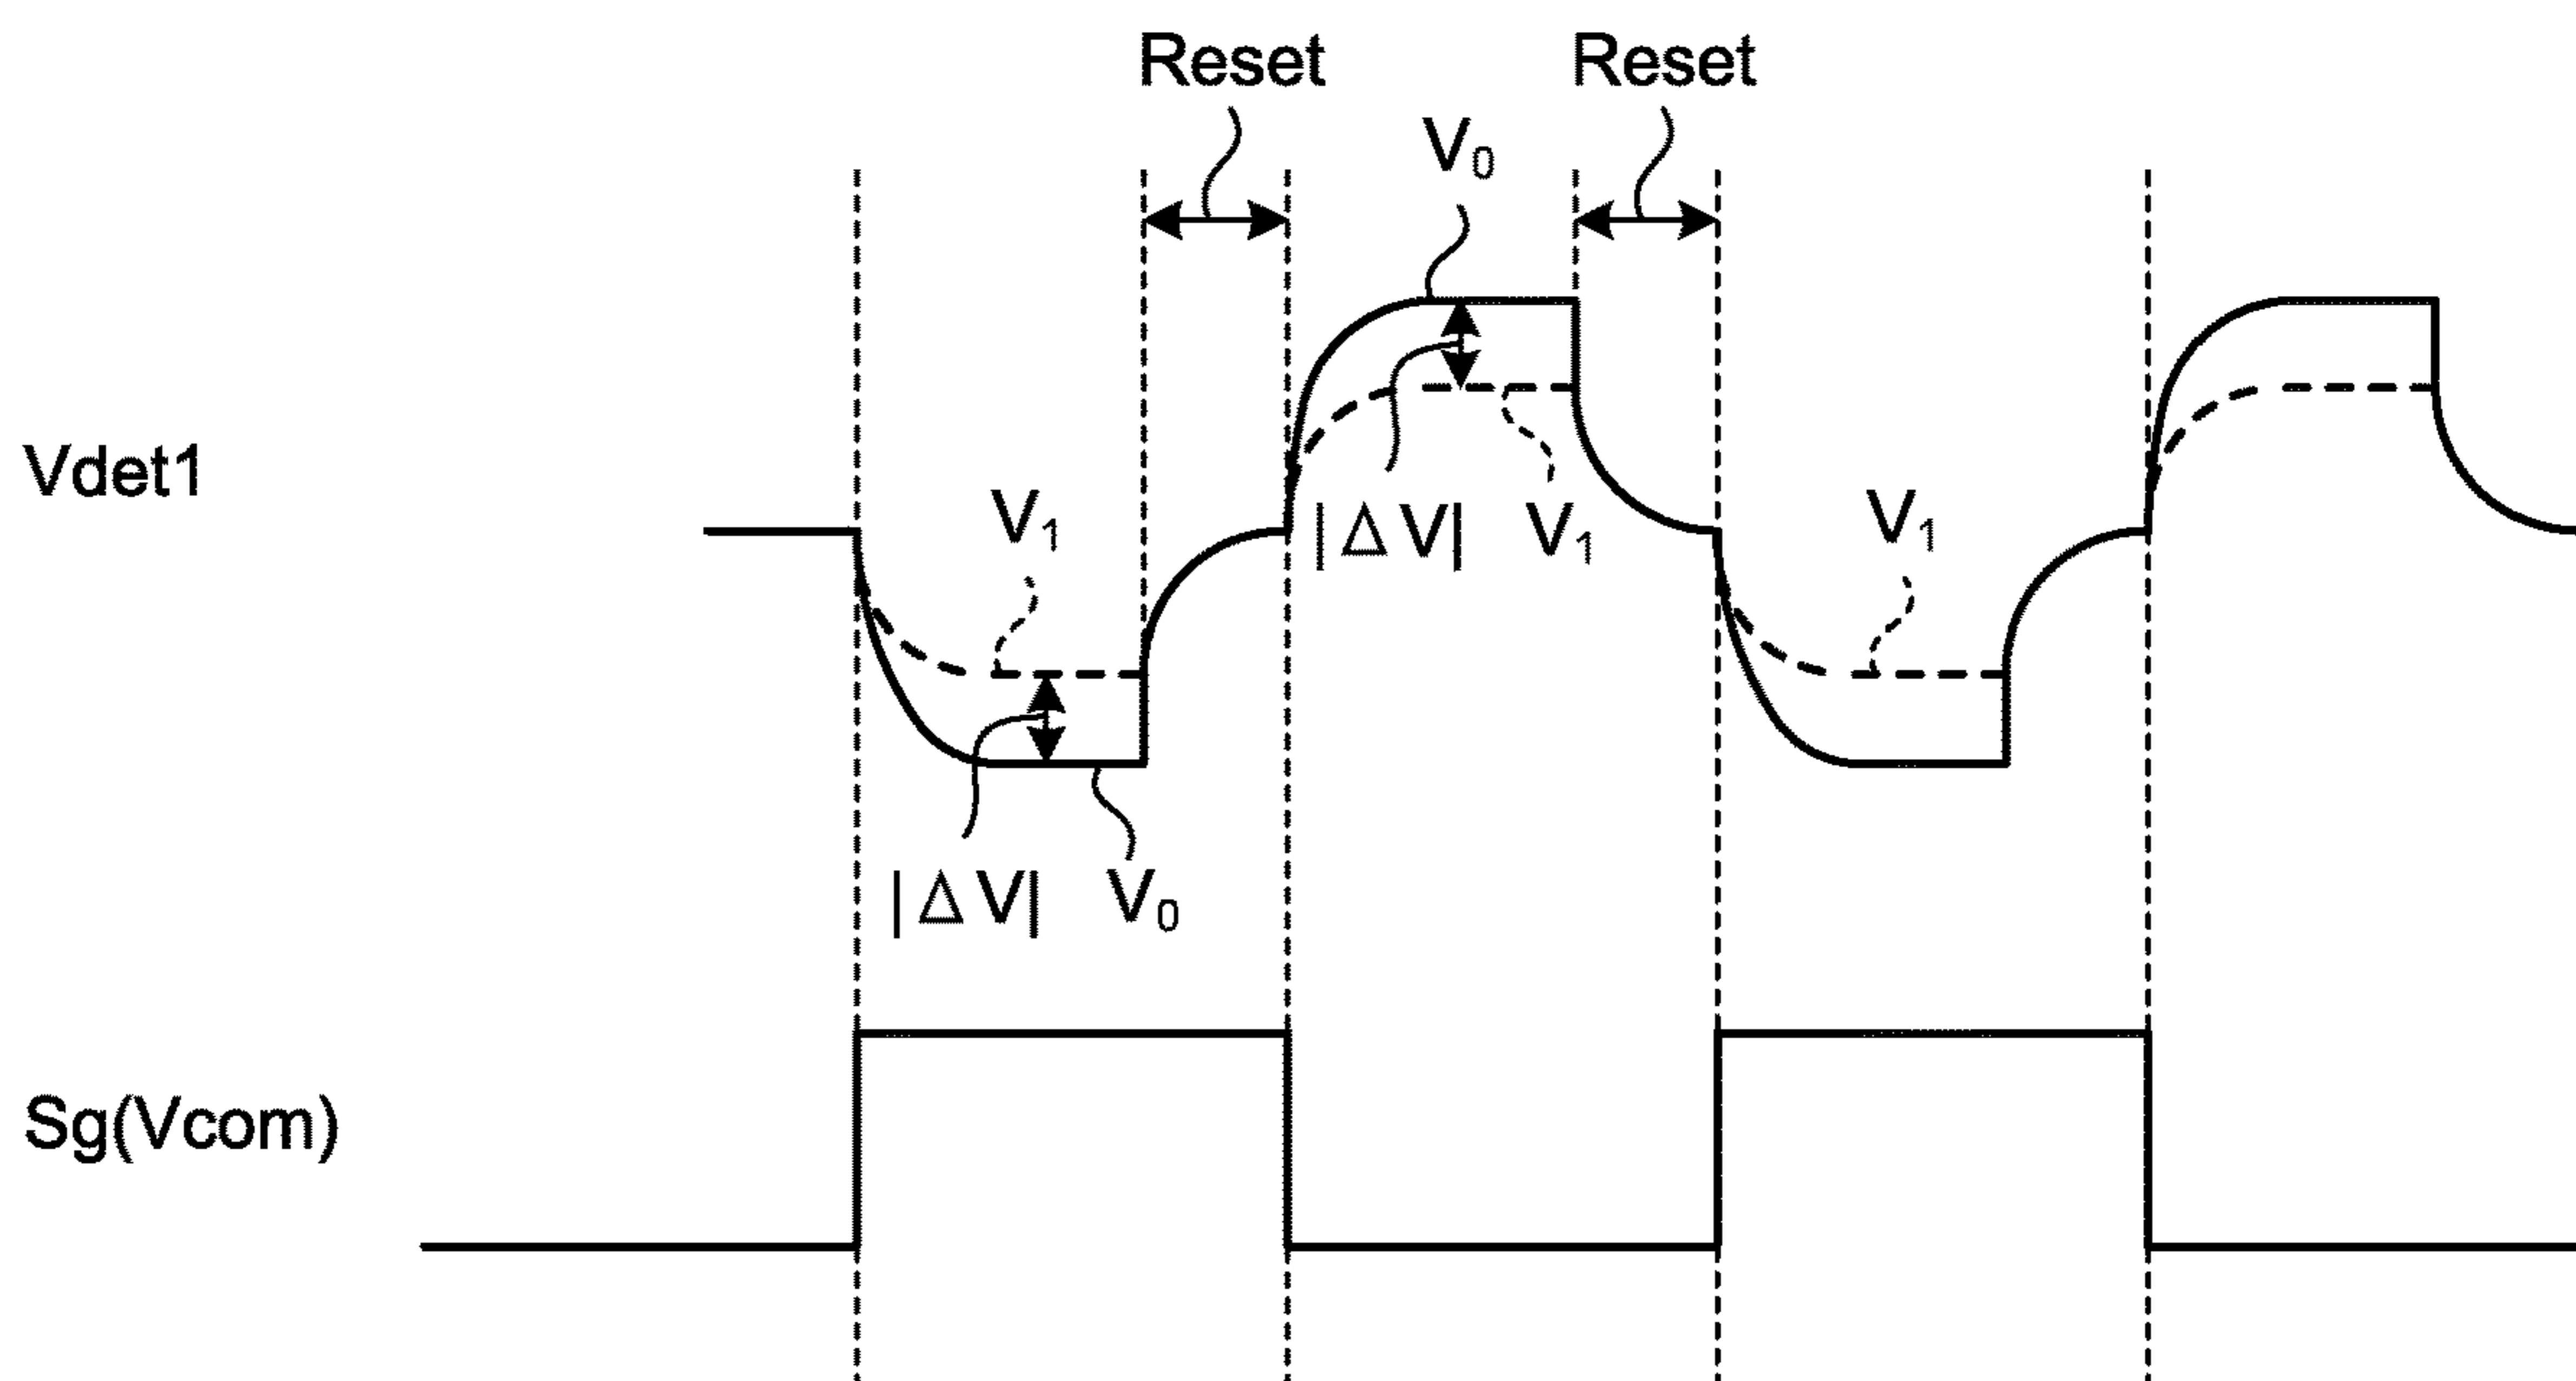 Reset Reset
V₀
Vdet1
V₁ |ΔV| V₁ V₁
|ΔV| V₀
Sg(Vcom)